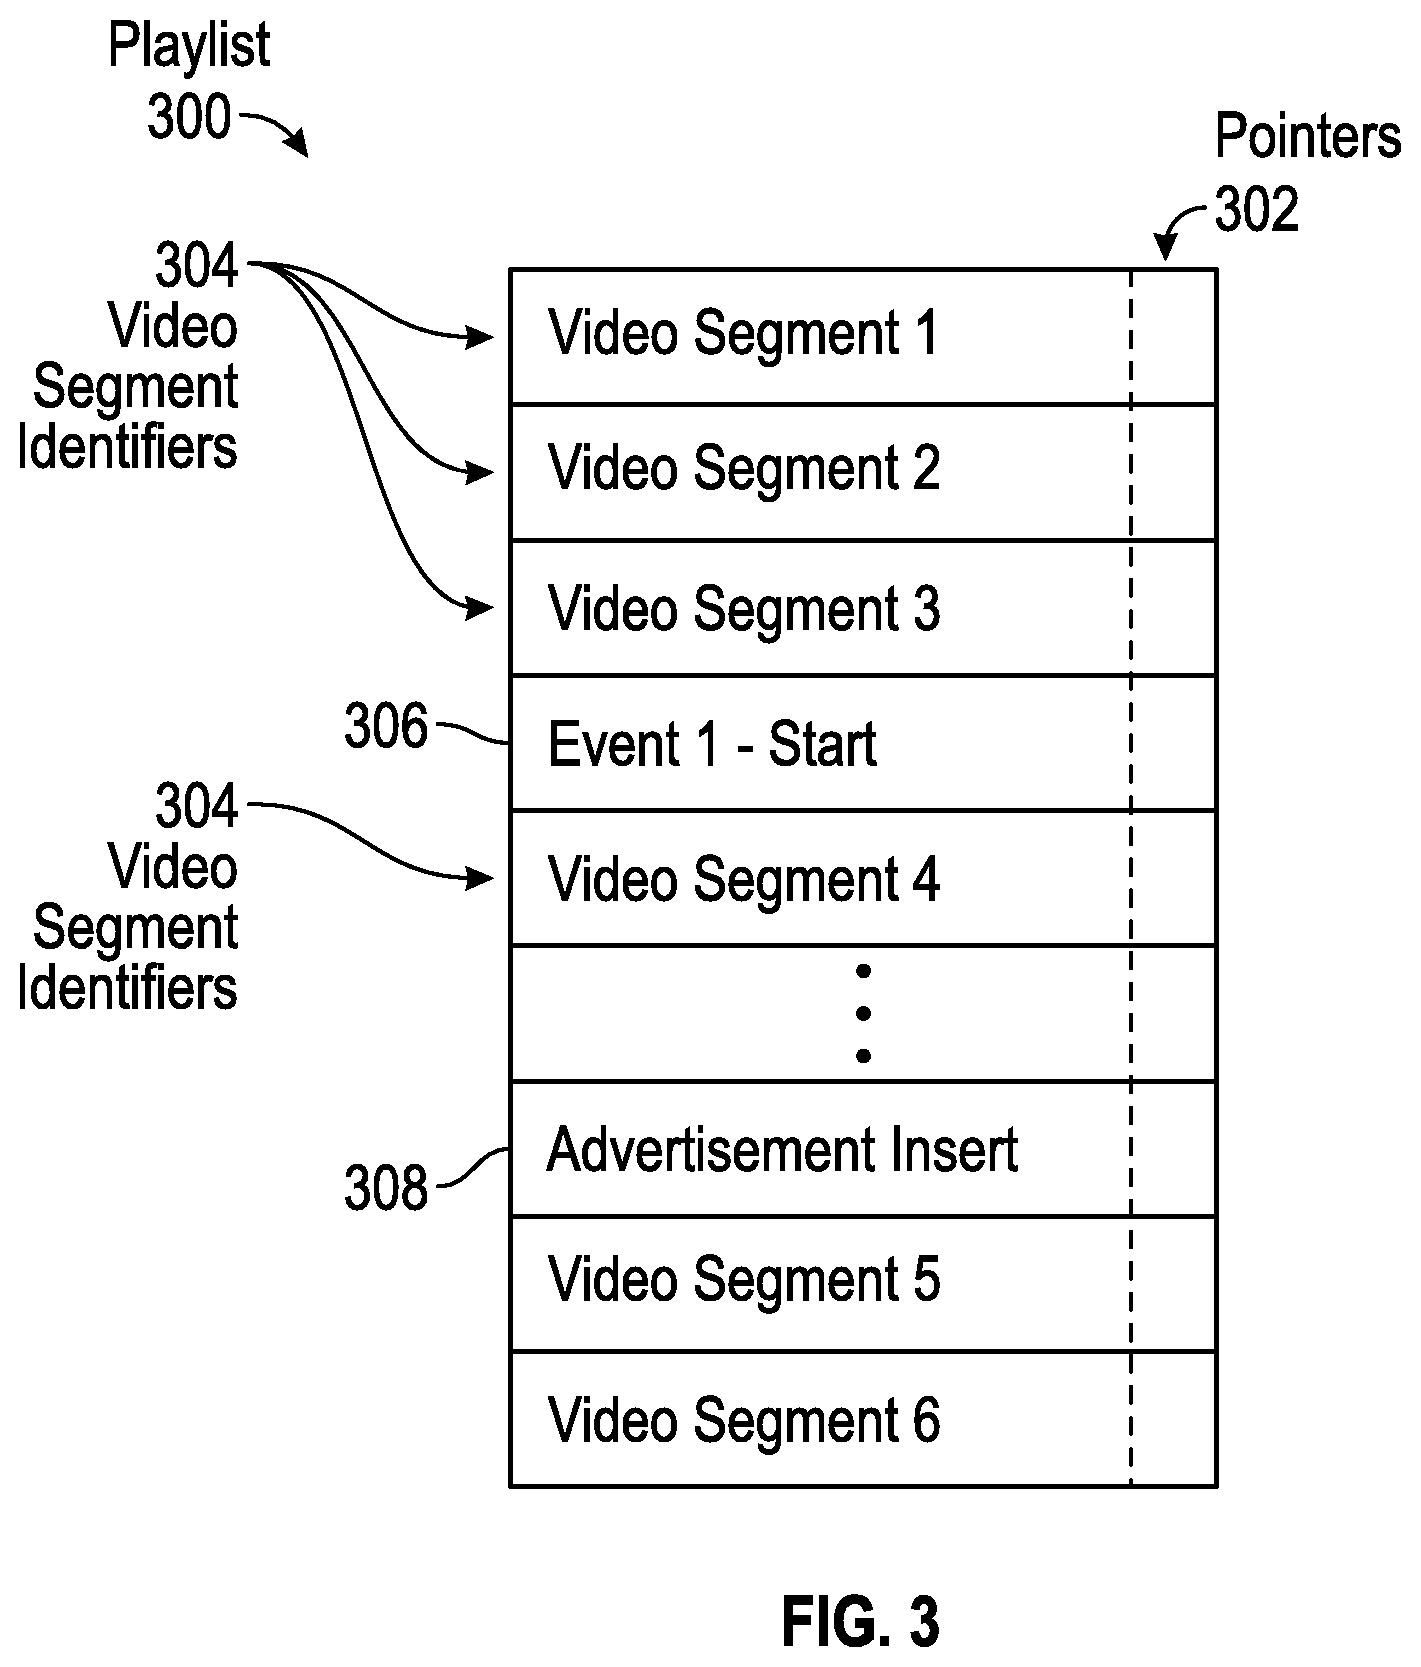 Playlist
300
Pointers
302
304
Video
Segment
Identifiers
Video Segment 1
Video Segment 2
Video Segment 3
306
Event 1 - Start
304
Video
Segment
Identifiers
Video Segment 4
308
Advertisement Insert
Video Segment 5
Video Segment 6
FIG. 3